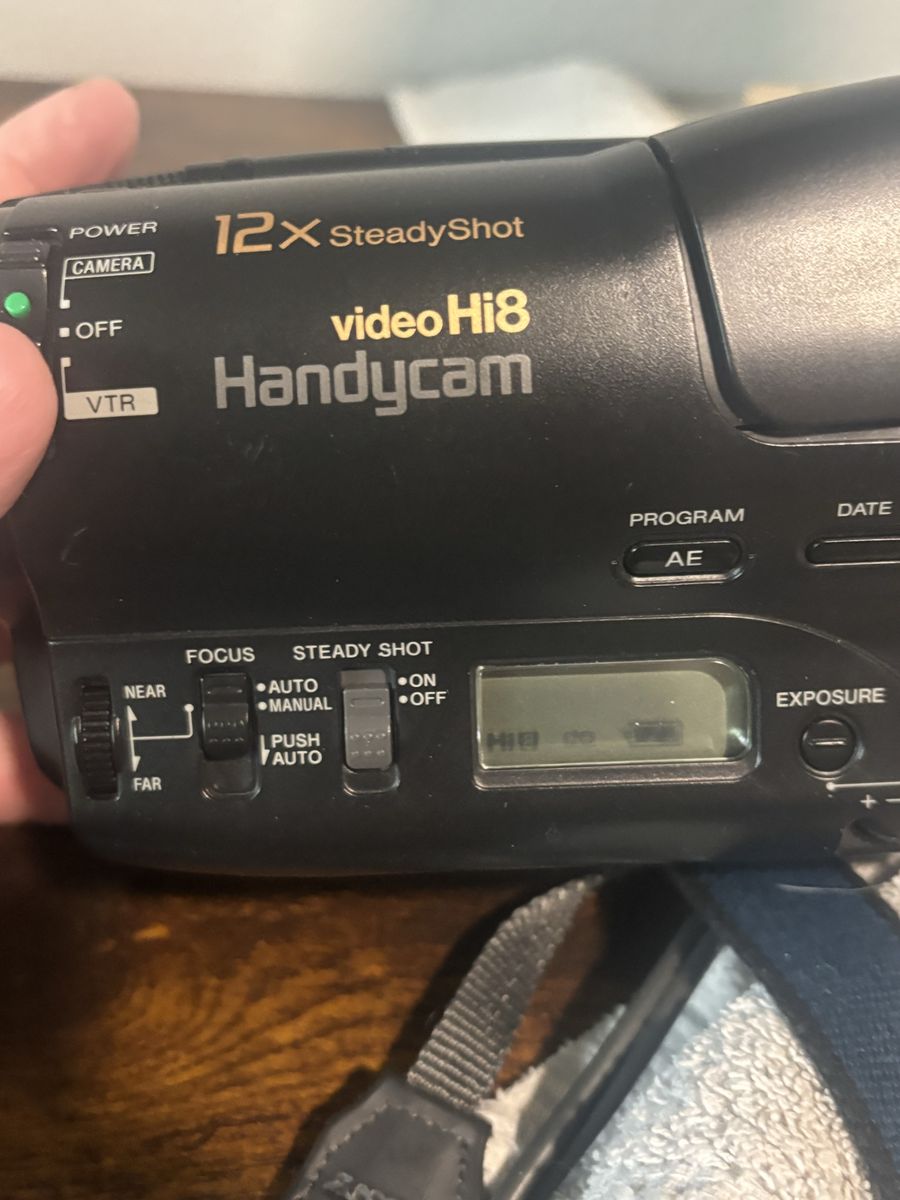 POWER
CAMERA
OFF
VTR
12X SteadyShot
video Hi8
Handycam
PROGRAM
AE
DATE
FOCUS
NEAR
FAR
AUTO
MANUAL
PUSH
AUTO
STEADY SHOT
ON
OFF
Hi8
EXPOSURE
+ −